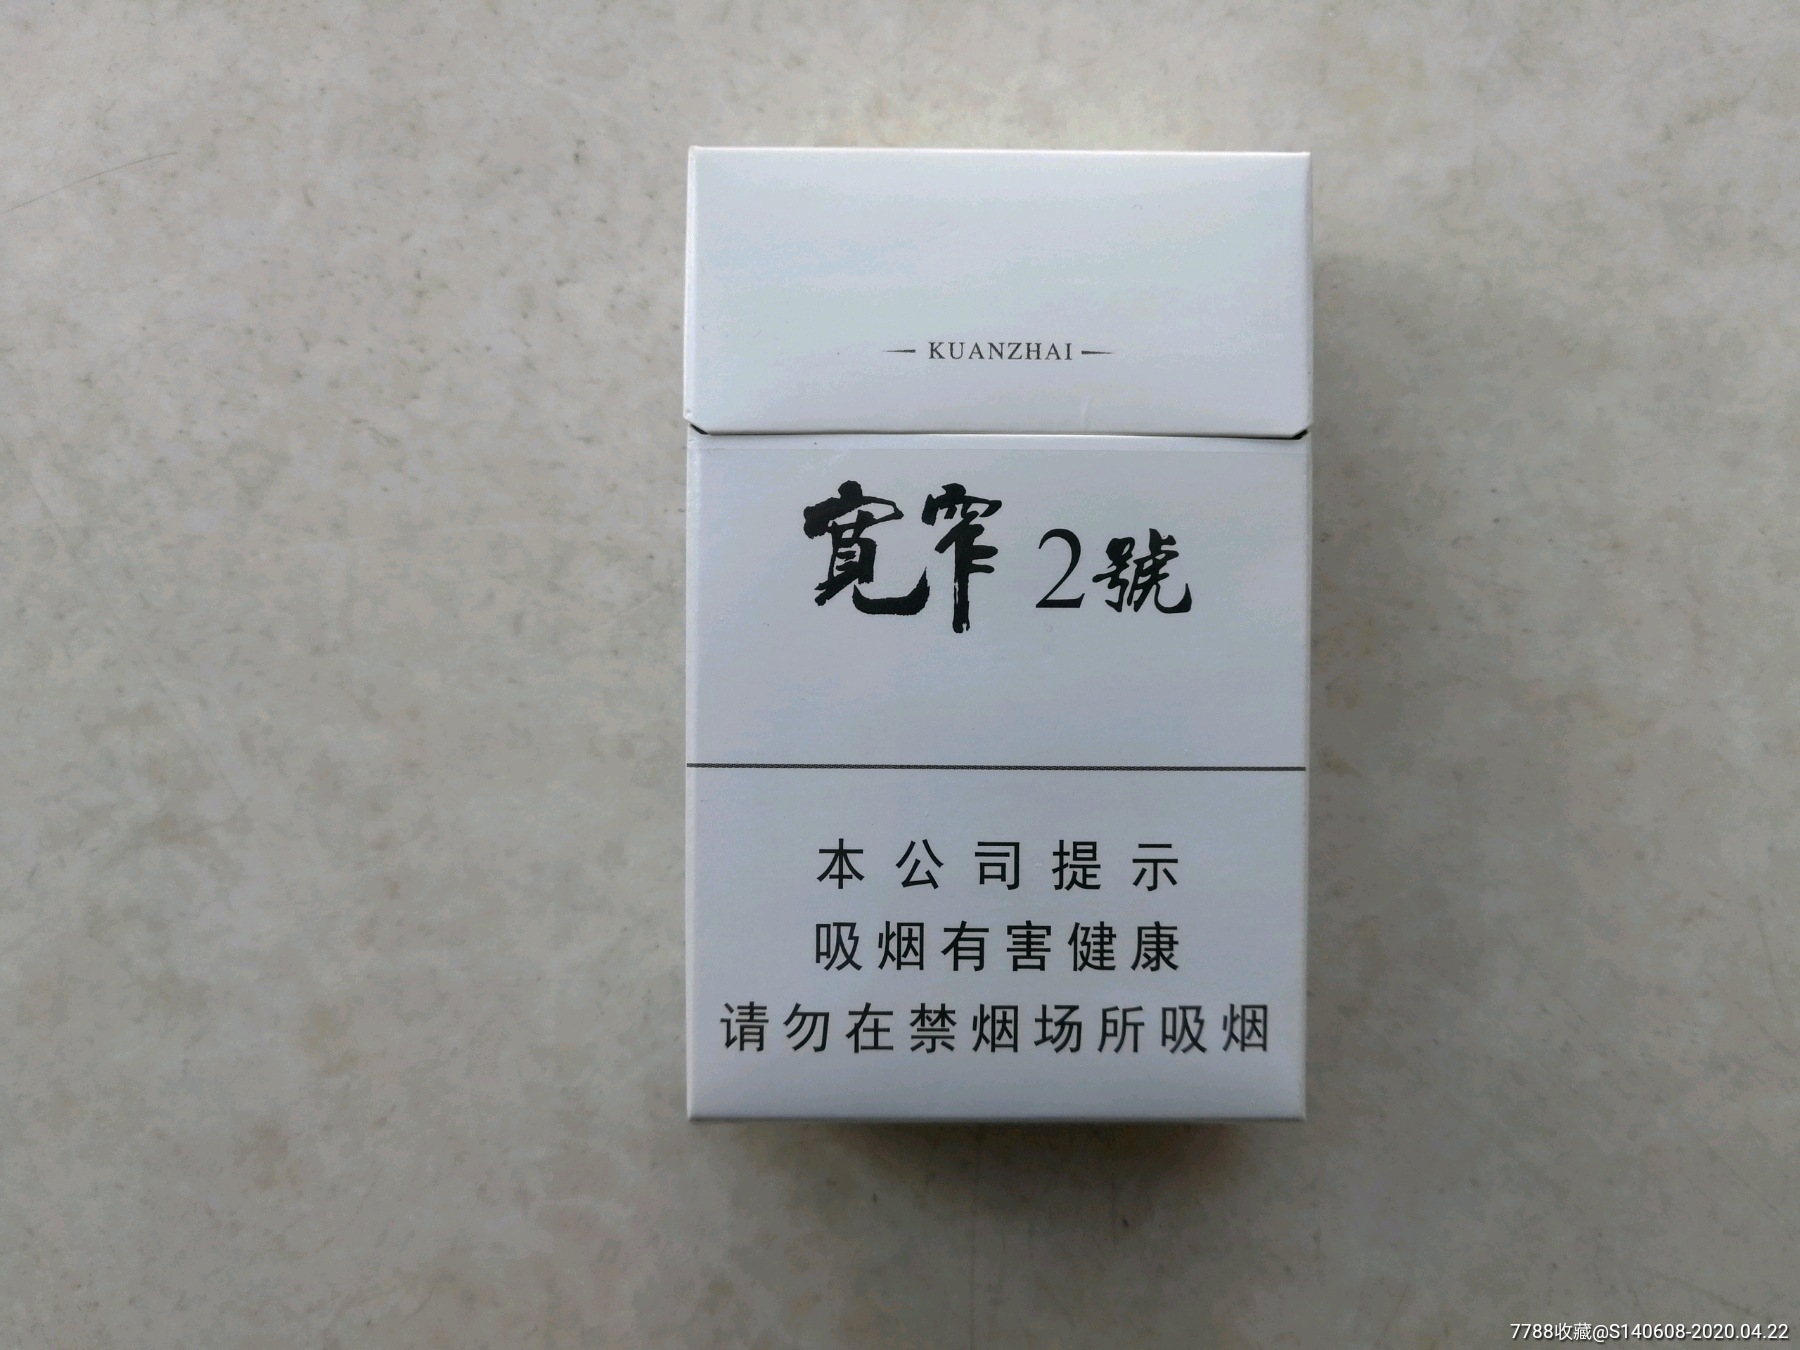 KUANZHAI
寛窄 2號
本公司提示
吸烟有害健康
请勿在禁烟场所吸烟
7788收藏@S140608-2020.04.22